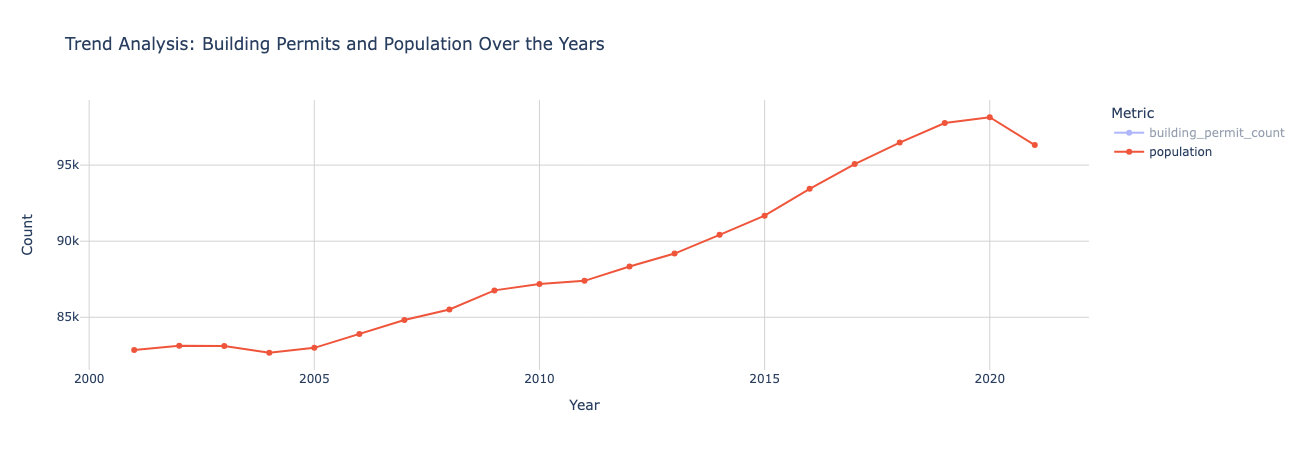 Trend Analysis: Building Permits and Population Over the Years
Metric
building_permit_count
population
95k
90k
85k
Count
2000 2005 2010 2015 2020
Year